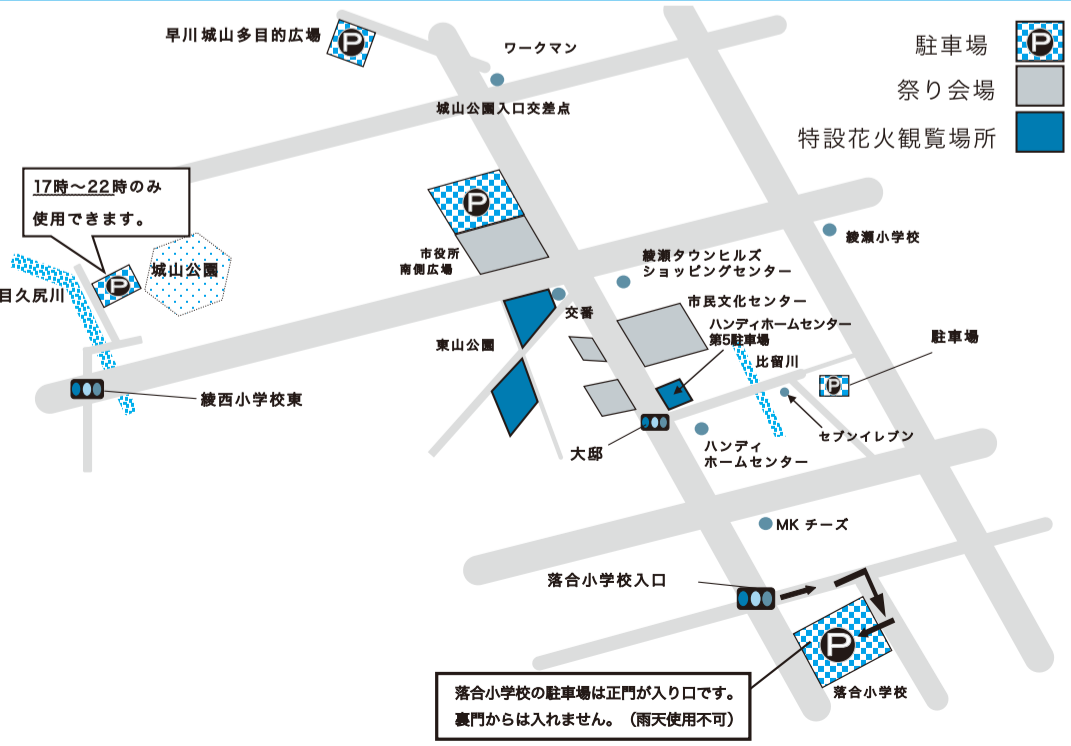 早川城山多目的広場
P
ワークマン
城山公園入口交差点
駐車場
P
祭り会場
特設花火観覧場所
17時〜22時のみ
使用できます。
P
城山公園
目久尻川
P
市役所
南側広場
綾瀬小学校
綾瀬タウンヒルズ
ショッピングセンター
交番
市民文化センター
ハンディホームセンター
第5駐車場
東山公園
比留川
駐車場
P
綾西小学校東
大邸
ハンディ
ホームセンター
セブンイレブン
MK チーズ
落合小学校入口
P
落合小学校
落合小学校の駐車場は正門が入り口です。
裏門からは入れません。（雨天使用不可）